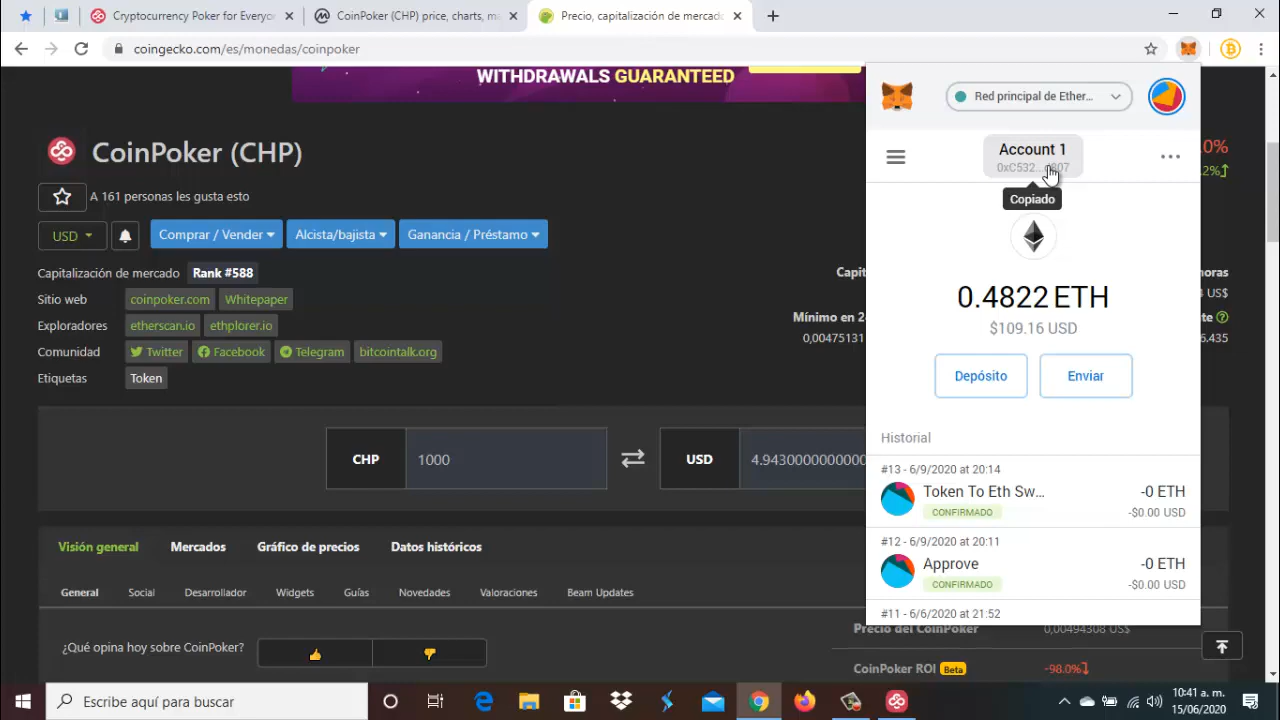 Cryptocurrency Poker for Everyon
CoinPoker (CHP) price, charts, m
Precio, capitalización de mercado
coingecko.com/es/monedas/coinpoker
WITHDRAWALS GUARANTEED
CoinPoker (CHP)
A 161 personas les gusta esto
USD
Comprar / Vender
Alcista/bajista
Ganancia / Préstamo
Capitalización de mercado Rank #588
Sitio web coinpoker.com Whitepaper
Exploradores etherscan.io ethplorer.io
Comunidad Twitter Facebook Telegram bitcointalk.org
Etiquetas Token
Capit
Mínimo en 24
0,00475131
CHP 1000 USD 4.9430000000000
Visión general Mercados Gráfico de precios Datos históricos
General Social Desarrollador Widgets Guías Novedades Valoraciones Beam Updates
¿Qué opina hoy sobre CoinPoker?
Red principal de Ether...
Account 1
Copiado
0.4822 ETH
$109.16 USD
Depósito Enviar
Historial
#13 - 6/9/2020 at 20:14
Token To Eth Sw... -0 ETH
CONFIRMADO -$0.00 USD
#12 - 6/9/2020 at 20:11
Approve -0 ETH
CONFIRMADO -$0.00 USD
#11 - 6/6/2020 at 21:52
Precio del CoinPoker 0,00494308 US$
CoinPoker ROI Beta -98.0%
Escribe aquí para buscar
10:41 a. m.
15/06/2020